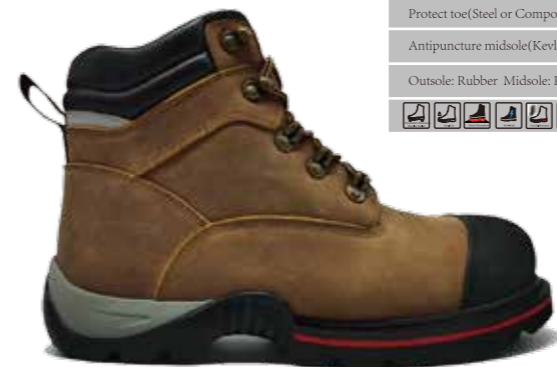 Protect toe(Steel or Compo
Antipuncture midsole(Kevl
Outsole: Rubber Midsole: